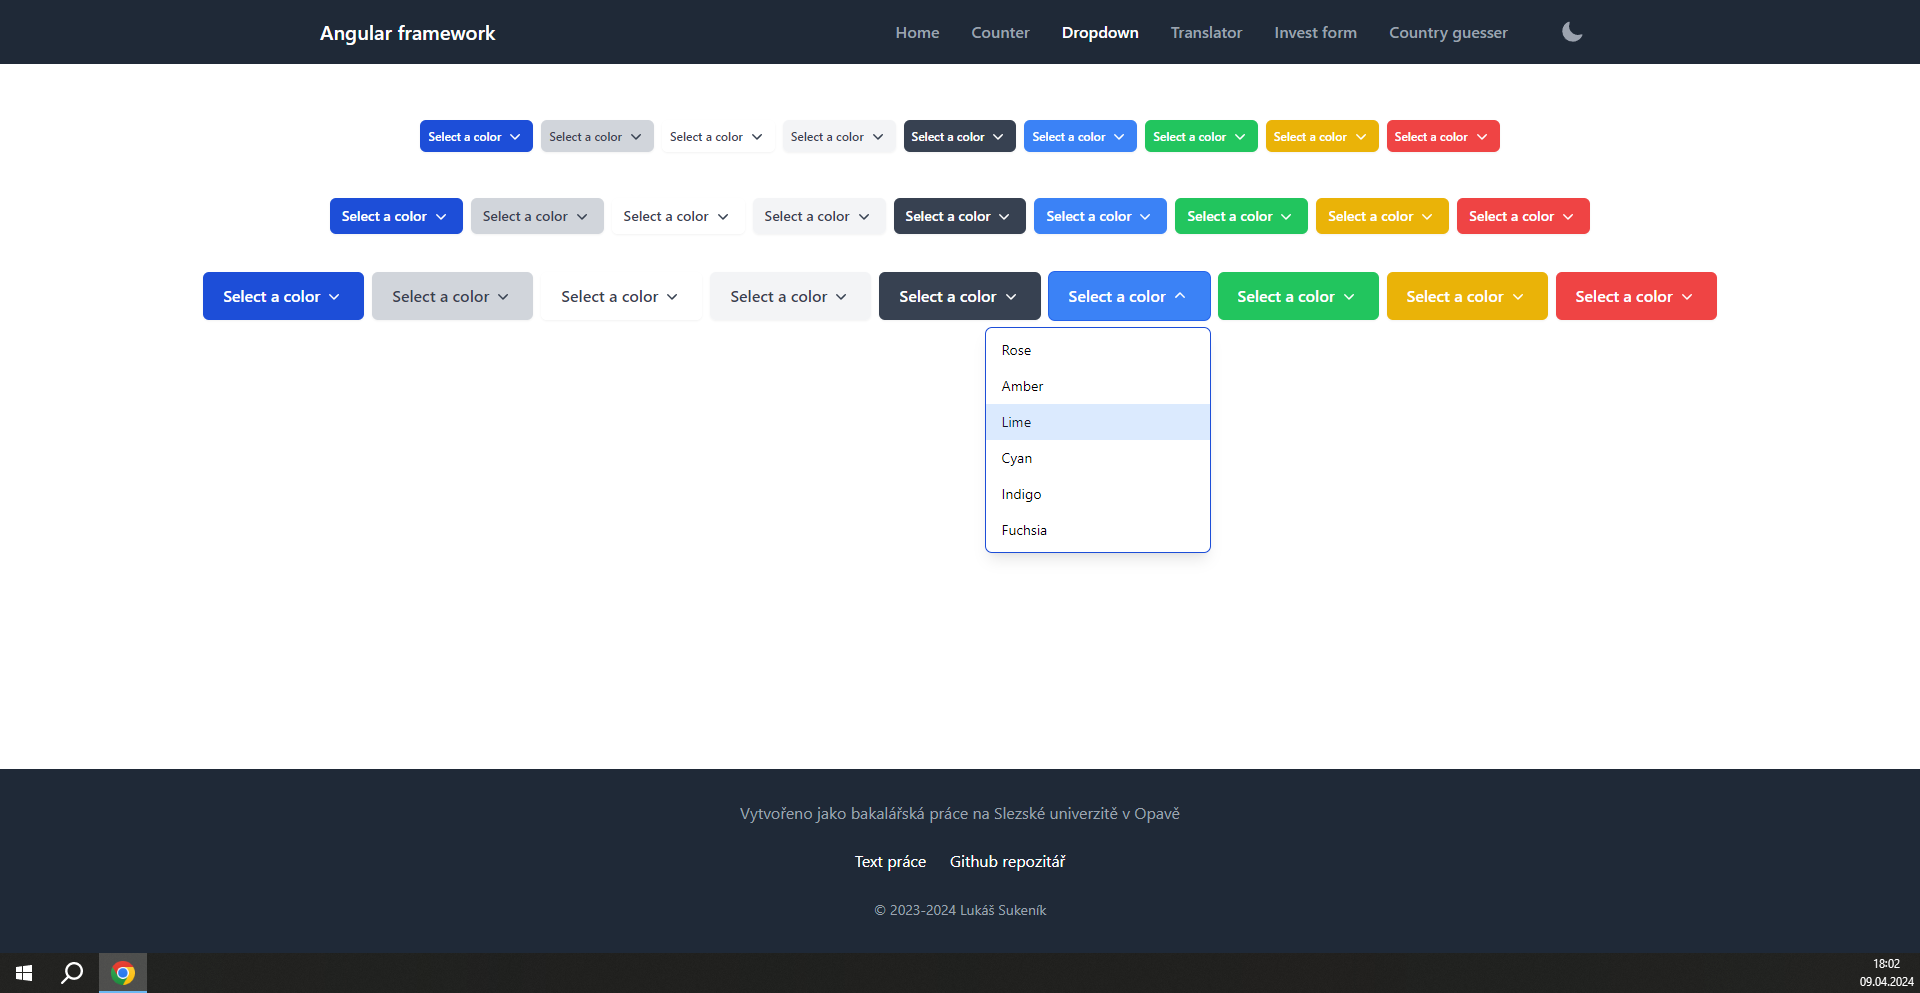 Angular framework Home Counter Dropdown Translator Invest form Country guesser
Select a color Select a color Select a color Select a color Select a color Select a color Select a color Select a color Select a color
Select a color Select a color Select a color Select a color Select a color Select a color Select a color Select a color Select a color
Select a color Select a color Select a color Select a color Select a color Select a color Select a color Select a color Select a color
Rose
Amber
Lime
Cyan
Indigo
Fuchsia
Vytvořeno jako bakalářská práce na Slezské univerzitě v Opavě
Text práce Github repozitář
© 2023-2024 Lukáš Sukeník
18:02
09.04.2024